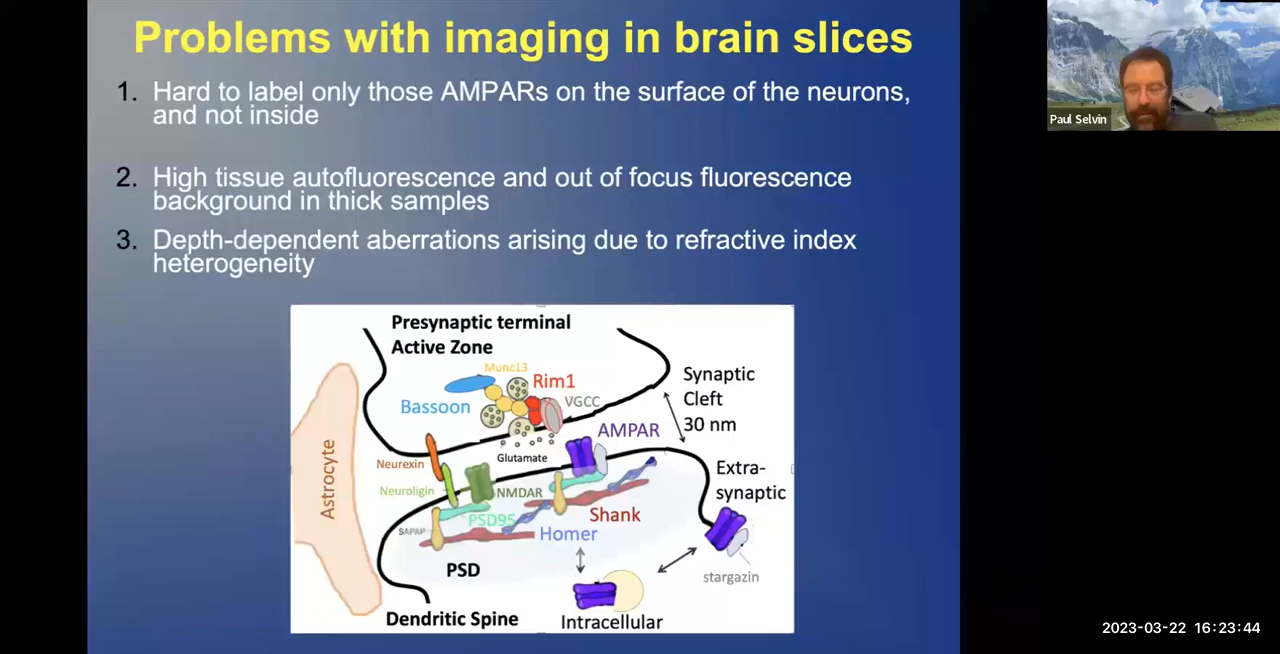 Problems with imaging in brain slices
1. Hard to label only those AMPARs on the surface of the neurons,
and not inside
2. High tissue autofluorescence and out of focus fluorescence
background in thick samples
3. Depth-dependent aberrations arising due to refractive index
heterogeneity
Presynaptic terminal
Active Zone
Munc13
Rim1
Bassoon
VGCC
Synaptic
Cleft
30 nm
AMPAR
Glutamate
Neurexin
Astrocyte
Extra-
synaptic
Neuroligin
NMDAR
PSD95
Shank
SAPAP
Homer
PSD
stargazin
Dendritic Spine
Intracellular
Paul Selvin
2023-03-22 16:23:44